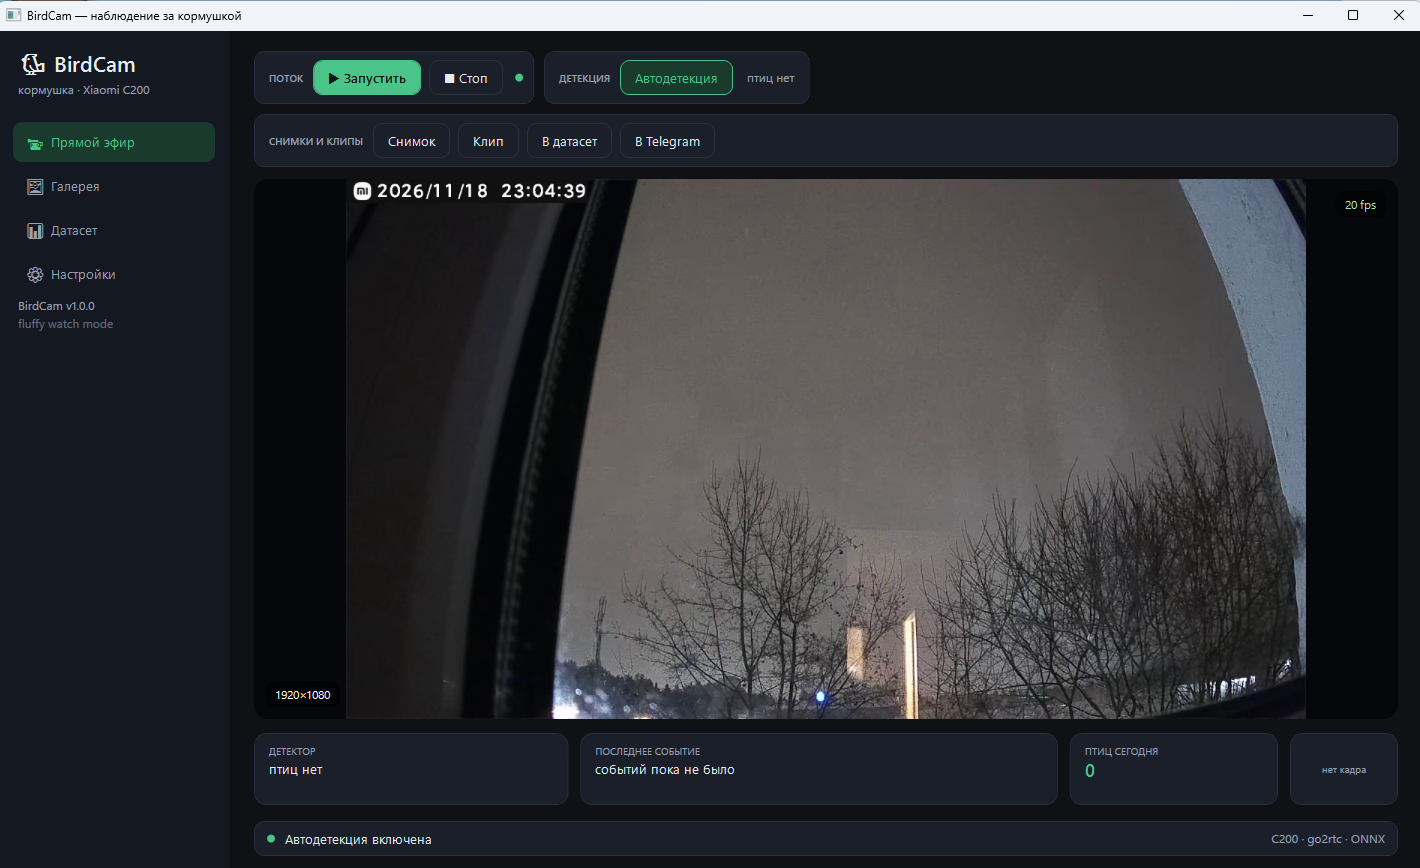 BirdCam — наблюдение за кормушкой
BirdCam
кормушка · Xiaomi C200
Прямой эфир
Галерея
Датасет
Настройки
BirdCam v1.0.0
fluffy watch mode
ПОТОК ▶ Запустить ■ Стоп ДЕТЕКЦИЯ Автодетекция птиц нет
СНИМКИ И КЛИПЫ Снимок Клип В датасет В Telegram
mi 2026/11/18 23:04:39
20 fps
1920×1080
ДЕТЕКТОР
птиц нет
ПОСЛЕДНЕЕ СОБЫТИЕ
событий пока не было
ПТИЦ СЕГОДНЯ
0
нет кадра
Автодетекция включена
C200 · go2rtc · ONNX